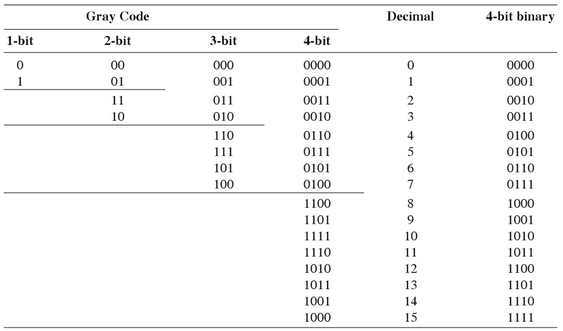 Gray Code Decimal 4-bit binary
1-bit 2-bit 3-bit 4-bit
0 00 000 0000 0 0000
1 01 001 0001 1 0001
11 011 0011 2 0010
10 010 0010 3 0011
110 0110 4 0100
111 0111 5 0101
101 0101 6 0110
100 0100 7 0111
1100 8 1000
1101 9 1001
1111 10 1010
1110 11 1011
1010 12 1100
1011 13 1101
1001 14 1110
1000 15 1111